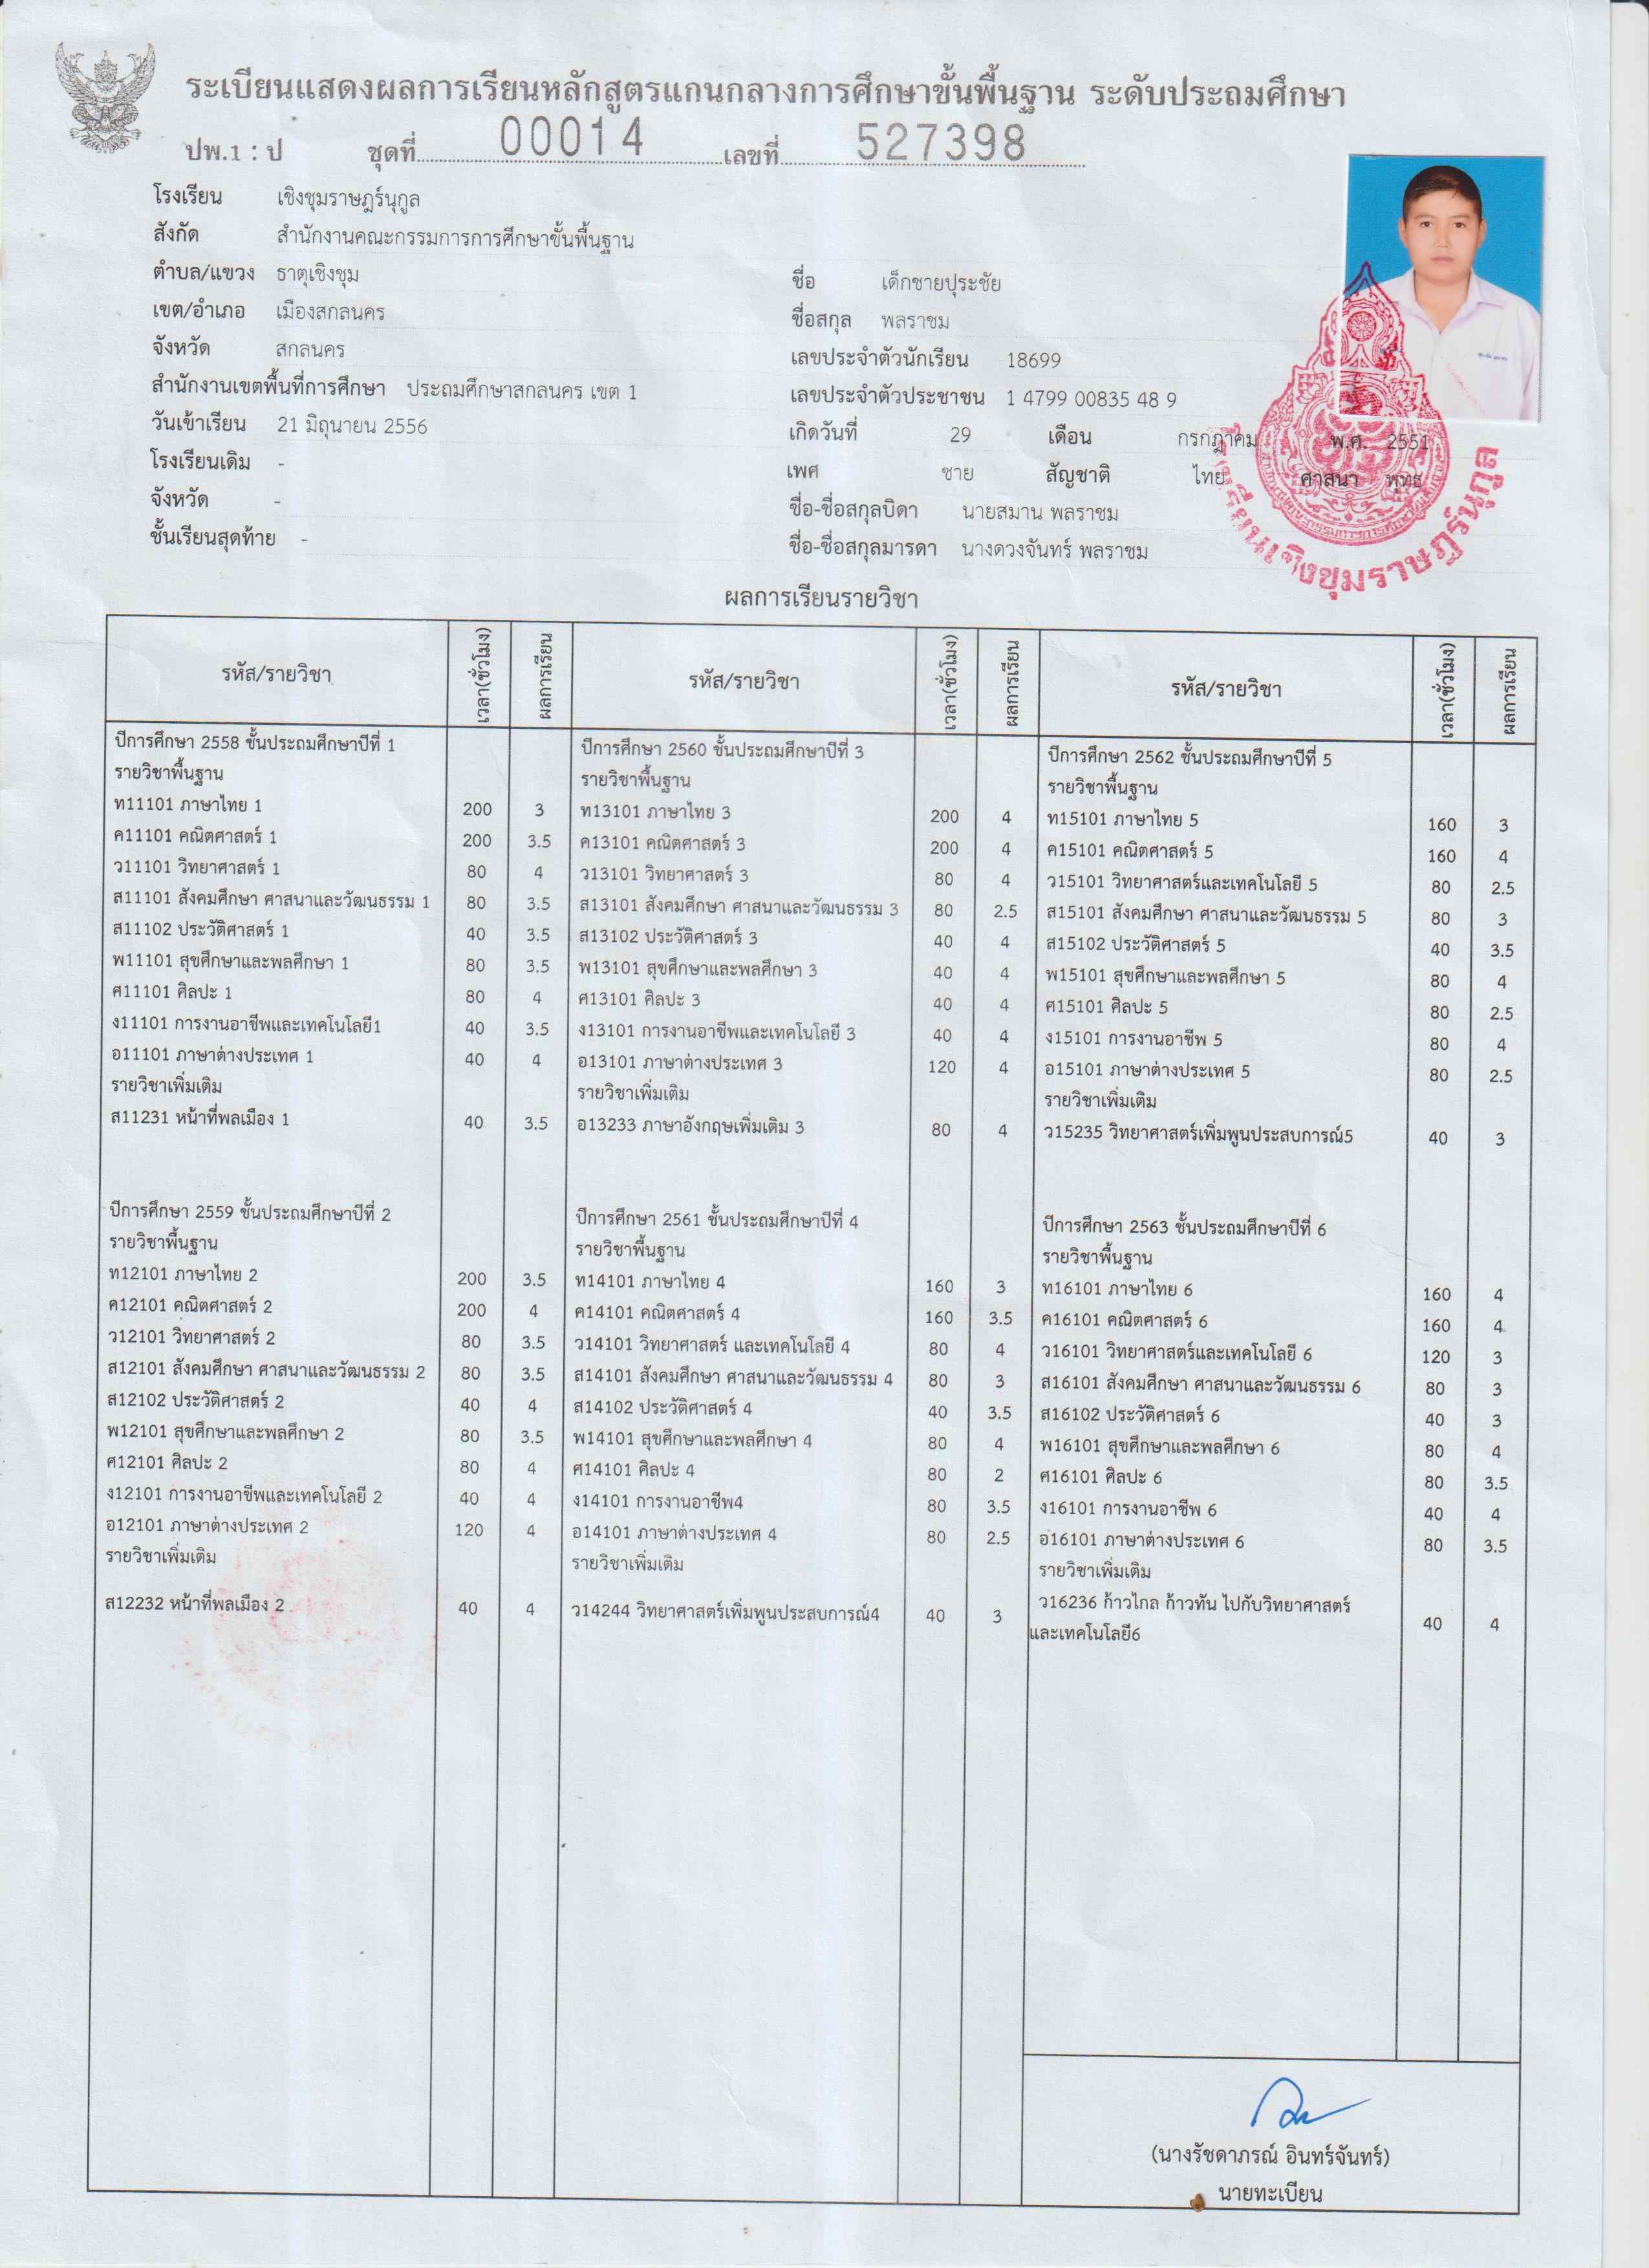 ระเบียนแสดงผลการเรียนหลักสูตรแกนกลางการศึกษาขั้นพื้นฐาน ระดับประถมศึกษา
ปพ.1 : ป ชุดที่ 00014 เลขที่ 527398
โรงเรียน เชิงชุมราษฎร์นุกูล
สังกัด สำนักงานคณะกรรมการการศึกษาขั้นพื้นฐาน
ตำบล/แขวง ธาตุเชิงชุม
เขต/อำเภอ เมืองสกลนคร
จังหวัด สกลนคร
สำนักงานเขตพื้นที่การศึกษา ประถมศึกษาสกลนคร เขต 1
วันเข้าเรียน 21 มิถุนายน 2556
โรงเรียนเดิม -
จังหวัด -
ชั้นเรียนสุดท้าย -
ชื่อ เด็กชายปุระชัย
ชื่อสกุล พลราชม
เลขประจำตัวนักเรียน 18699
เลขประจำตัวประชาชน 1 4799 00835 48 9
เกิดวันที่ 29 เดือน กรกฎาคม พ.ศ. 2551
เพศ ชาย สัญชาติ ไทย ศาสนา พุทธ
ชื่อ-ชื่อสกุลบิดา นายสมาน พลราชม
ชื่อ-ชื่อสกุลมารดา นางดวงจันทร์ พลราชม
โรงเรียนเชิงชุมราษฎร์นุกูล
ผลการเรียนรายวิชา
รหัส/รายวิชา เวลา(ชั่วโมง) ผลการเรียน รหัส/รายวิชา เวลา(ชั่วโมง) ผลการเรียน รหัส/รายวิชา เวลา(ชั่วโมง) ผลการเรียน
ปีการศึกษา 2558 ชั้นประถมศึกษาปีที่ 1
รายวิชาพื้นฐาน
ท11101 ภาษาไทย 1 200 3
ค11101 คณิตศาสตร์ 1 200 3.5
ว11101 วิทยาศาสตร์ 1 80 4
ส11101 สังคมศึกษา ศาสนาและวัฒนธรรม 1 80 3.5
ส11102 ประวัติศาสตร์ 1 40 3.5
พ11101 สุขศึกษาและพลศึกษา 1 80 3.5
ศ11101 ศิลปะ 1 80 4
ง11101 การงานอาชีพและเทคโนโลยี1 40 3.5
อ11101 ภาษาต่างประเทศ 1 40 4
รายวิชาเพิ่มเติม
ส11231 หน้าที่พลเมือง 1 40 3.5
ปีการศึกษา 2559 ชั้นประถมศึกษาปีที่ 2
รายวิชาพื้นฐาน
ท12101 ภาษาไทย 2 200 3.5
ค12101 คณิตศาสตร์ 2 200 4
ว12101 วิทยาศาสตร์ 2 80 3.5
ส12101 สังคมศึกษา ศาสนาและวัฒนธรรม 2 80 3.5
ส12102 ประวัติศาสตร์ 2 40 4
พ12101 สุขศึกษาและพลศึกษา 2 80 3.5
ศ12101 ศิลปะ 2 80 4
ง12101 การงานอาชีพและเทคโนโลยี 2 40 4
อ12101 ภาษาต่างประเทศ 2 120 4
รายวิชาเพิ่มเติม
ส12232 หน้าที่พลเมือง 2 40 4
ปีการศึกษา 2560 ชั้นประถมศึกษาปีที่ 3
รายวิชาพื้นฐาน
ท13101 ภาษาไทย 3 200 4
ค13101 คณิตศาสตร์ 3 200 4
ว13101 วิทยาศาสตร์ 3 80 4
ส13101 สังคมศึกษา ศาสนาและวัฒนธรรม 3 80 2.5
ส13102 ประวัติศาสตร์ 3 40 4
พ13101 สุขศึกษาและพลศึกษา 3 40 4
ศ13101 ศิลปะ 3 40 4
ง13101 การงานอาชีพและเทคโนโลยี 3 40 4
อ13101 ภาษาต่างประเทศ 3 120 4
รายวิชาเพิ่มเติม
อ13233 ภาษาอังกฤษเพิ่มเติม 3 80 4
ปีการศึกษา 2561 ชั้นประถมศึกษาปีที่ 4
รายวิชาพื้นฐาน
ท14101 ภาษาไทย 4 160 3
ค14101 คณิตศาสตร์ 4 160 3.5
ว14101 วิทยาศาสตร์ และเทคโนโลยี 4 80 4
ส14101 สังคมศึกษา ศาสนาและวัฒนธรรม 4 80 3
ส14102 ประวัติศาสตร์ 4 40 3.5
พ14101 สุขศึกษาและพลศึกษา 4 80 4
ศ14101 ศิลปะ 4 80 2
ง14101 การงานอาชีพ4 80 3.5
อ14101 ภาษาต่างประเทศ 4 80 2.5
รายวิชาเพิ่มเติม
ว14244 วิทยาศาสตร์เพิ่มพูนประสบการณ์4 40 3
ปีการศึกษา 2562 ชั้นประถมศึกษาปีที่ 5
รายวิชาพื้นฐาน
ท15101 ภาษาไทย 5 160 3
ค15101 คณิตศาสตร์ 5 160 4
ว15101 วิทยาศาสตร์และเทคโนโลยี 5 80 2.5
ส15101 สังคมศึกษา ศาสนาและวัฒนธรรม 5 80 3
ส15102 ประวัติศาสตร์ 5 40 3.5
พ15101 สุขศึกษาและพลศึกษา 5 80 4
ศ15101 ศิลปะ 5 80 2.5
ง15101 การงานอาชีพ 5 80 4
อ15101 ภาษาต่างประเทศ 5 80 2.5
รายวิชาเพิ่มเติม
ว15235 วิทยาศาสตร์เพิ่มพูนประสบการณ์5 40 3
ปีการศึกษา 2563 ชั้นประถมศึกษาปีที่ 6
รายวิชาพื้นฐาน
ท16101 ภาษาไทย 6 160 4
ค16101 คณิตศาสตร์ 6 160 4
ว16101 วิทยาศาสตร์และเทคโนโลยี 6 120 3
ส16101 สังคมศึกษา ศาสนาและวัฒนธรรม 6 80 3
ส16102 ประวัติศาสตร์ 6 40 3
พ16101 สุขศึกษาและพลศึกษา 6 80 4
ศ16101 ศิลปะ 6 80 3.5
ง16101 การงานอาชีพ 6 40 4
อ16101 ภาษาต่างประเทศ 6 80 3.5
รายวิชาเพิ่มเติม
ว16236 ก้าวไกล ก้าวทัน ไปกับวิทยาศาสตร์
และเทคโนโลยี6 40 4
(นางรัชดาภรณ์ อินทร์จันทร์)
นายทะเบียน